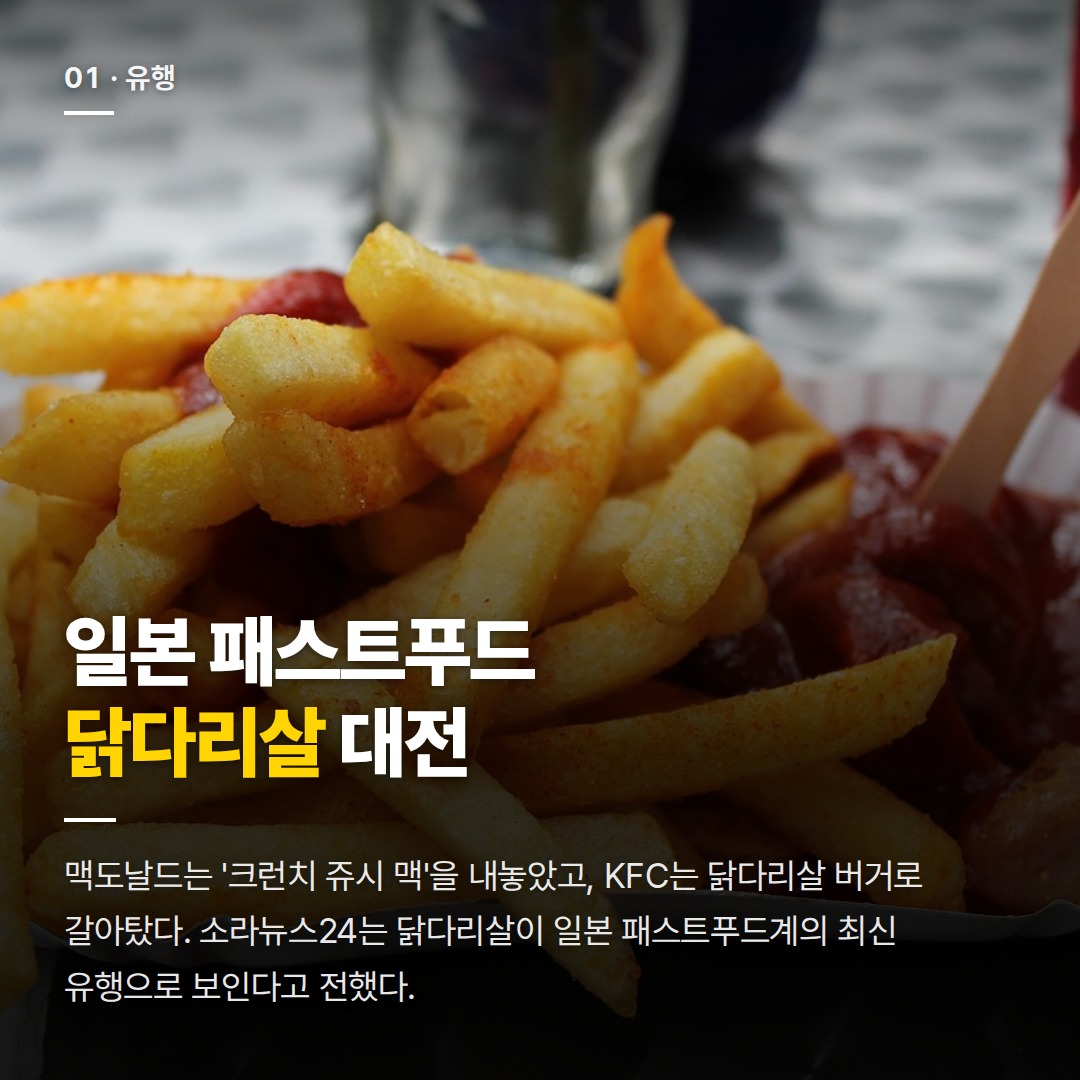 01 · 유행
일본 패스트푸드
닭다리살 대전
맥도날드는 '크런치 쥬시 맥'을 내놓았고, KFC는 닭다리살 버거로
갈아탔다. 소라뉴스24는 닭다리살이 일본 패스트푸드계의 최신
유행으로 보인다고 전했다.